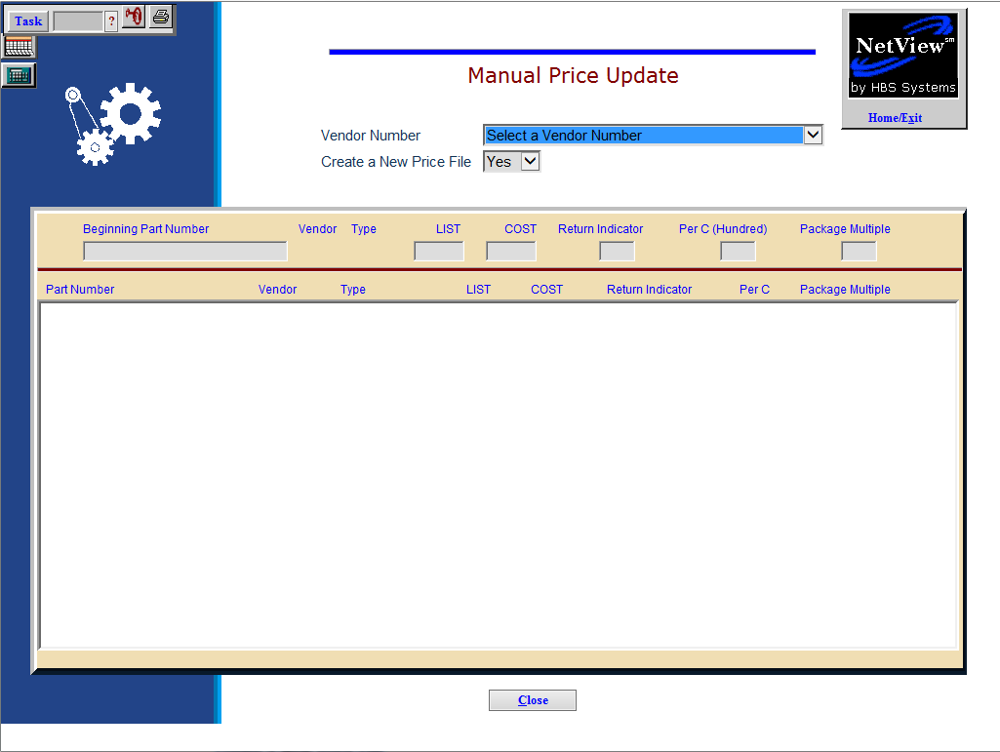 Task ?
NetView℠
by HBS Systems
Home/Exit
Manual Price Update
Vendor Number Select a Vendor Number
Create a New Price File Yes
Beginning Part Number Vendor Type LIST COST Return Indicator Per C (Hundred) Package Multiple
Part Number Vendor Type LIST COST Return Indicator Per C Package Multiple
Close